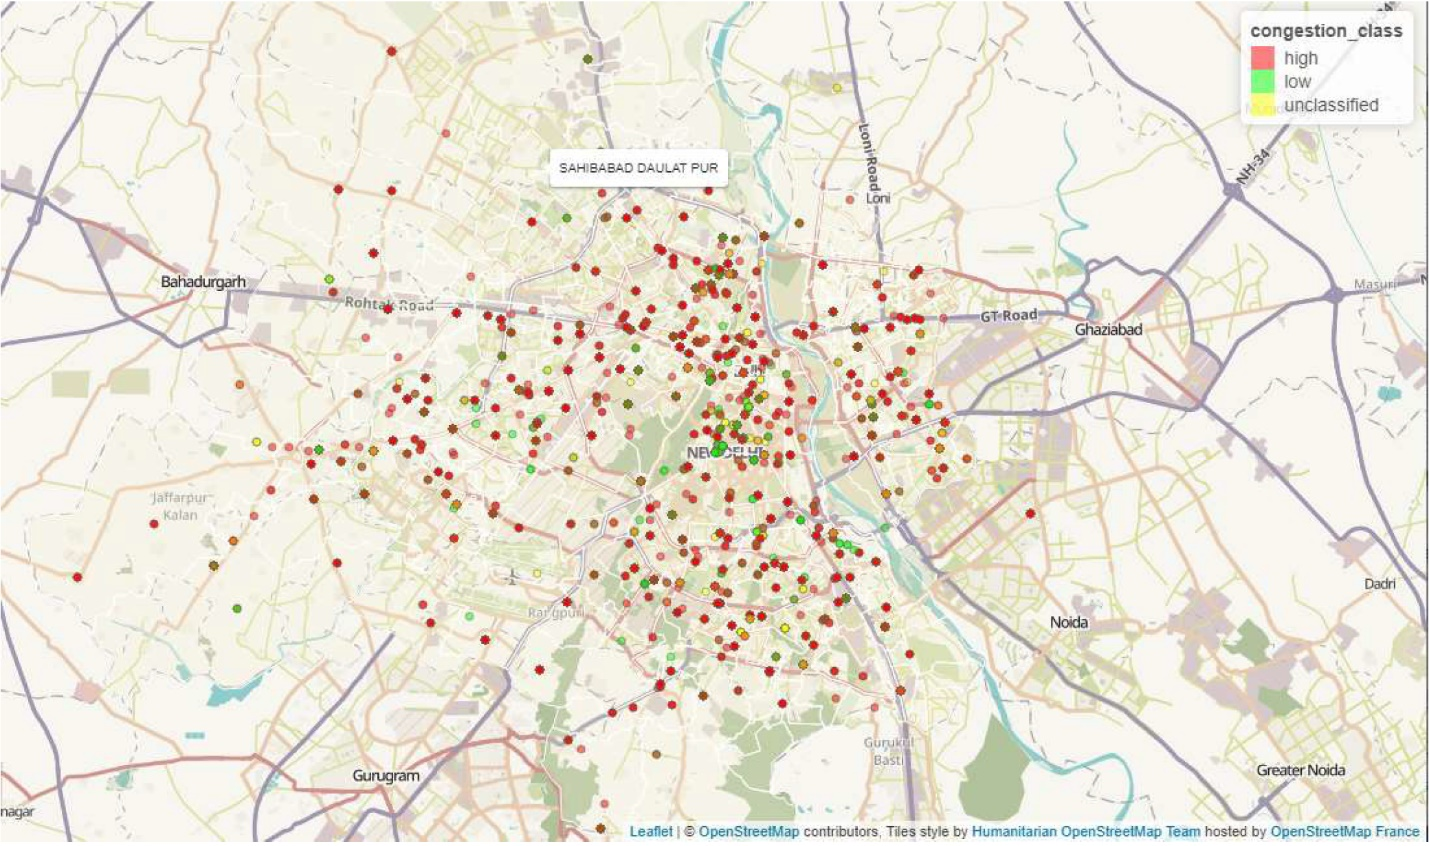 congestion_class
high
low
unclassified
SAHIBABAD DAULAT PUR
Loni Road
Loni
NH-34
Bahadurgarh
Rohtak Road
GT Road
Ghaziabad
Masuri
NEW DELHI
Jaffarpur
Kalan
Rangpuri
Noida
Dadri
Gurukul
Basti
Gurugram
Greater Noida
nagar
Leaflet | © OpenStreetMap contributors, Tiles style by Humanitarian OpenStreetMap Team hosted by OpenStreetMap France